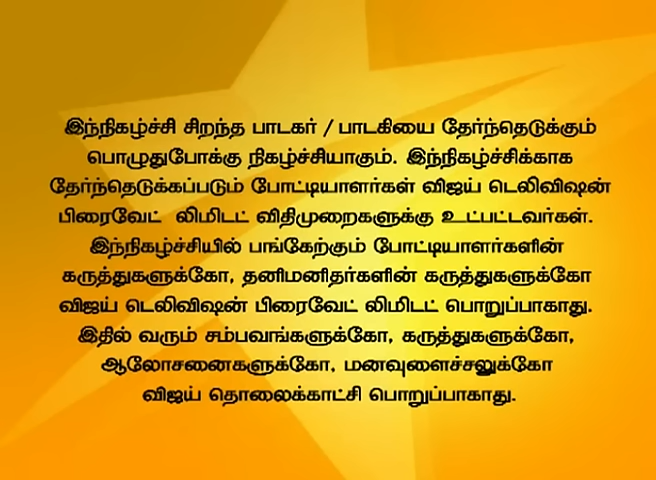 இந்நிகழ்ச்சி சிறந்த பாடகர் / பாடகியை தேர்ந்தெடுக்கும்
பொழுதுபோக்கு நிகழ்ச்சியாகும். இந்நிகழ்ச்சிக்காக
தேர்ந்தெடுக்கப்படும் போட்டியாளர்கள் விஜய் டெலிவிஷன்
பிரைவேட் லிமிடட் விதிமுறைகளுக்கு உட்பட்டவர்கள்.
இந்நிகழ்ச்சியில் பங்கேற்கும் போட்டியாளர்களின்
கருத்துகளுக்கோ, தனிமனிதர்களின் கருத்துகளுக்கோ
விஜய் டெலிவிஷன் பிரைவேட் லிமிடட் பொறுப்பாகாது.
இதில் வரும் சம்பவங்களுக்கோ, கருத்துகளுக்கோ,
ஆலோசனைகளுக்கோ, மனவுளைச்சலுக்கோ
விஜய் தொலைக்காட்சி பொறுப்பாகாது.